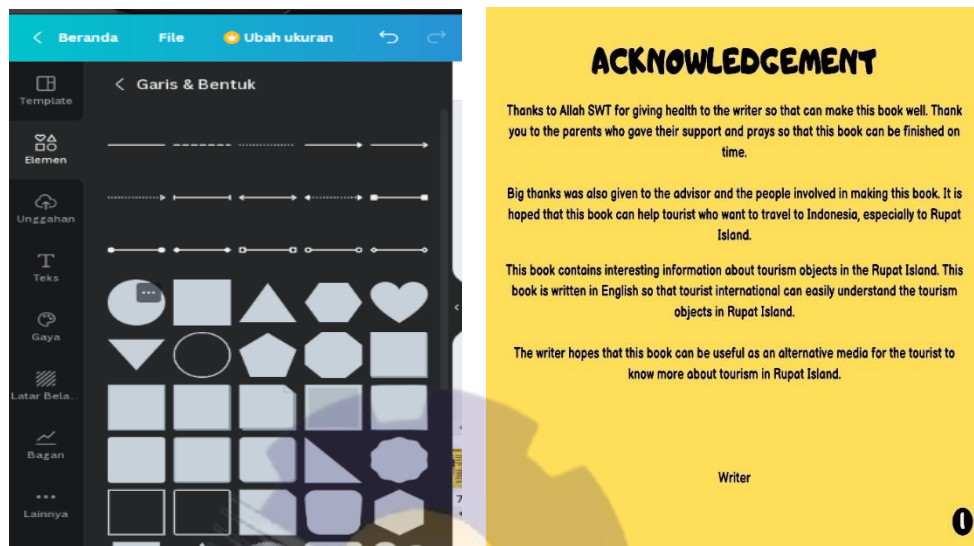 Beranda File Ubah ukuran
Garis & Bentuk
Template
Elemen
Unggahan
Teks
Gaya
Latar Bela..
Bagan
Lainnya
ACKNOWLEDGEMENT
Thanks to Allah SWT for giving health to the writer so that can make this book well. Thank
you to the parents who gave their support and prays so that this book can be finished on
time.
Big thanks was also given to the advisor and the people involved in making this book. It is
hoped that this book can help tourist who want to travel to Indonesia, especially to Rupat
Island.
This book contains interesting information about tourism objects in the Rupat Island. This
book is written in English so that tourist international can easily understand the tourism
objects in Rupat Island.
The writer hopes that this book can be useful as an alternative media for the tourist to
know more about tourism in Rupat Island.
Writer